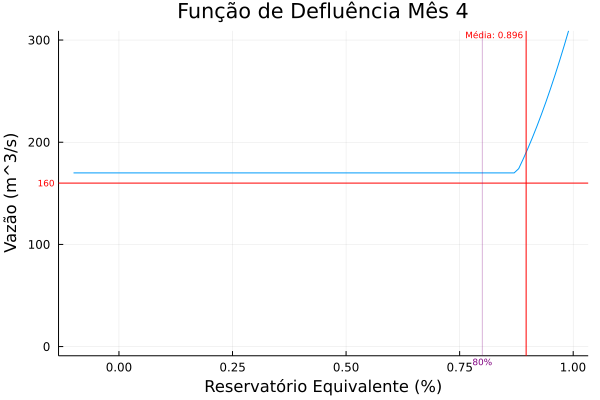 Função de Defluência Mês 4
Média: 0.896
300
200
160
100
0
Vazão (m^3/s)
0.00
0.25
0.50
0.75
80%
1.00
Reservatório Equivalente (%)